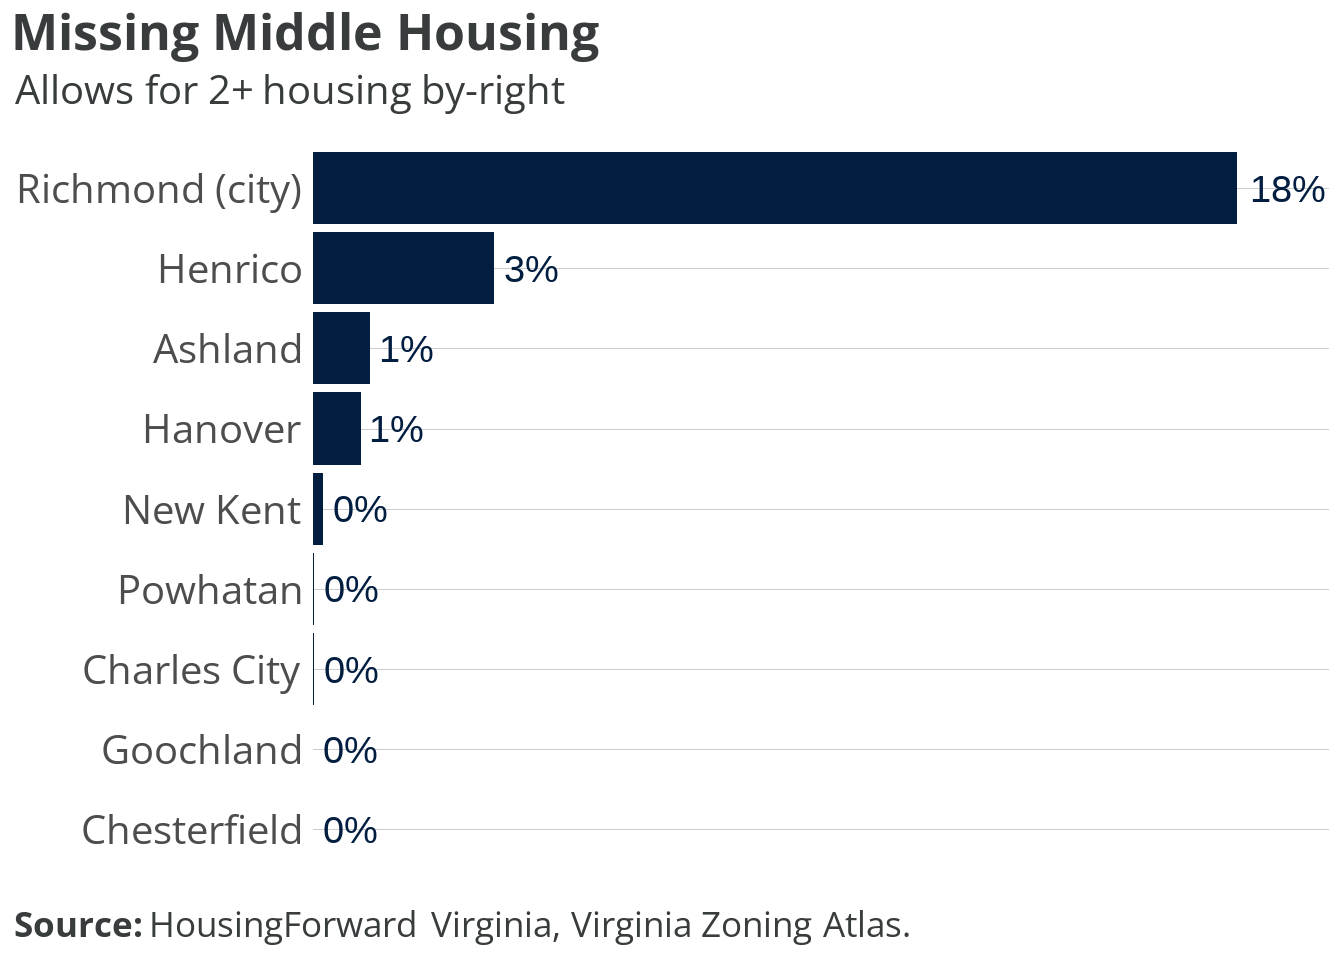 Missing Middle Housing
Allows for 2+ housing by-right
Richmond (city) 18%
Henrico 3%
Ashland 1%
Hanover 1%
New Kent 0%
Powhatan 0%
Charles City 0%
Goochland 0%
Chesterfield 0%
Source: HousingForward Virginia, Virginia Zoning Atlas.